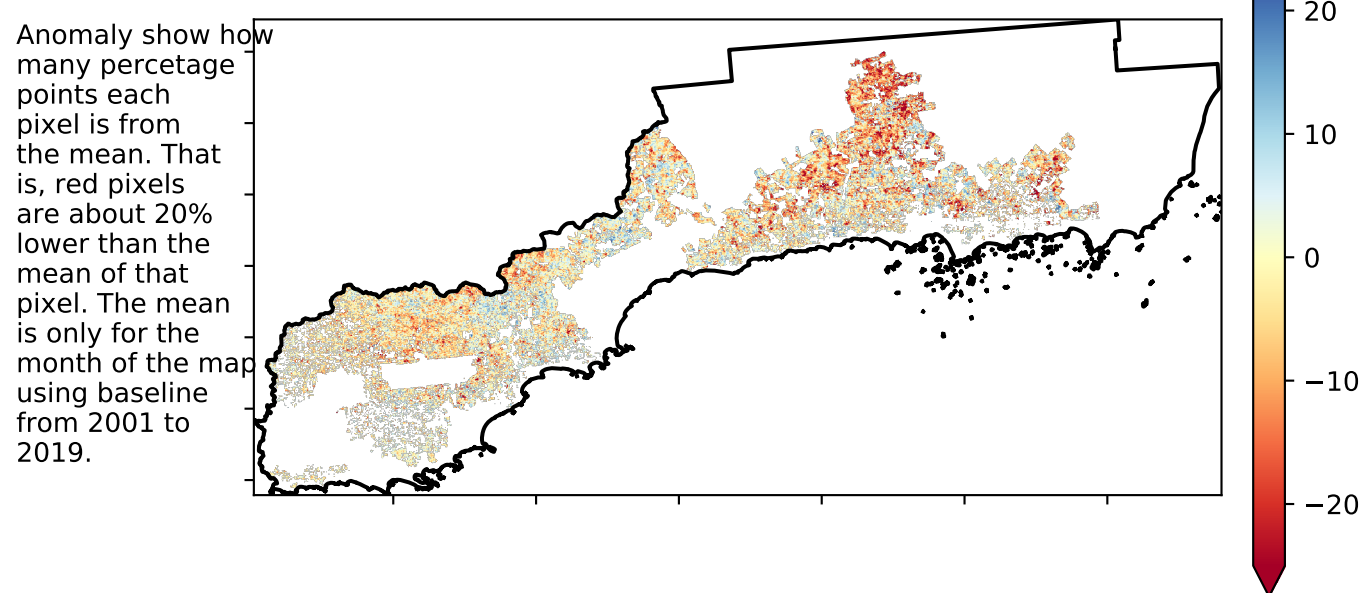 Anomaly show how
many percetage
points each
pixel is from
the mean. That
is, red pixels
are about 20%
lower than the
mean of that
pixel. The mean
is only for the
month of the map
using baseline
from 2001 to
2019.
20
10
0
−10
−20